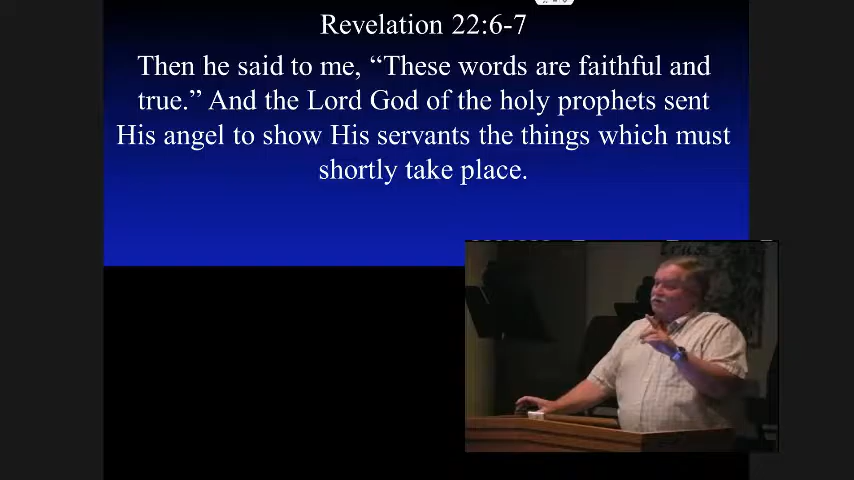 Revelation 22:6-7
Then he said to me, “These words are faithful and
true.” And the Lord God of the holy prophets sent
His angel to show His servants the things which must
shortly take place.